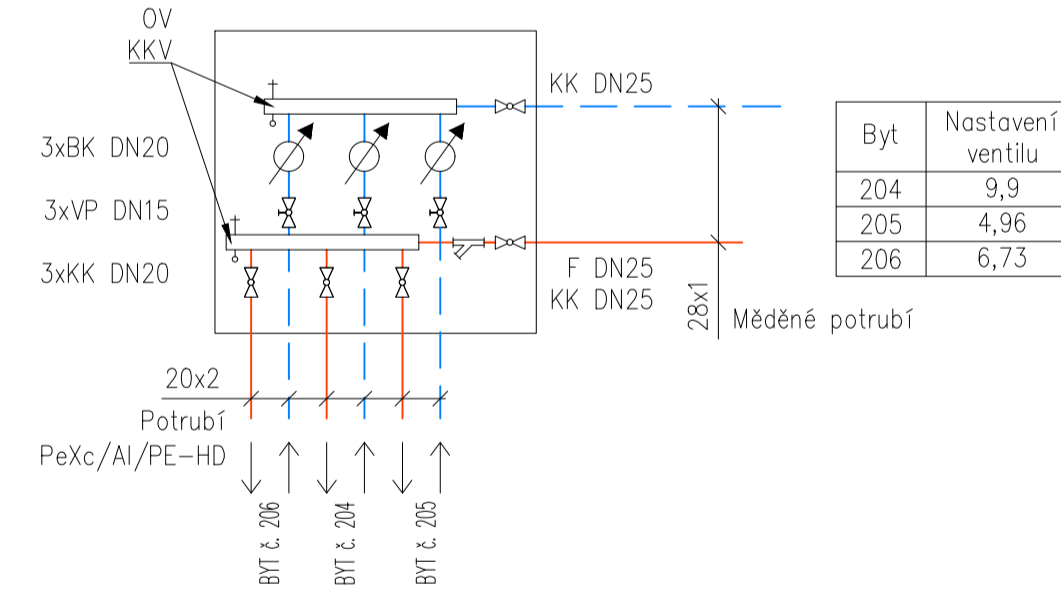 OV
KKV
KK DN25
3xBK DN20
3xVP DN15
3xKK DN20
F DN25
KK DN25
28x1
Měděné potrubí
20x2
Potrubí
PeXc/Al/PE-HD
BYT č. 206
BYT č. 204
BYT č. 205
Byt
Nastavení
ventilu
204 9,9
205 4,96
206 6,73